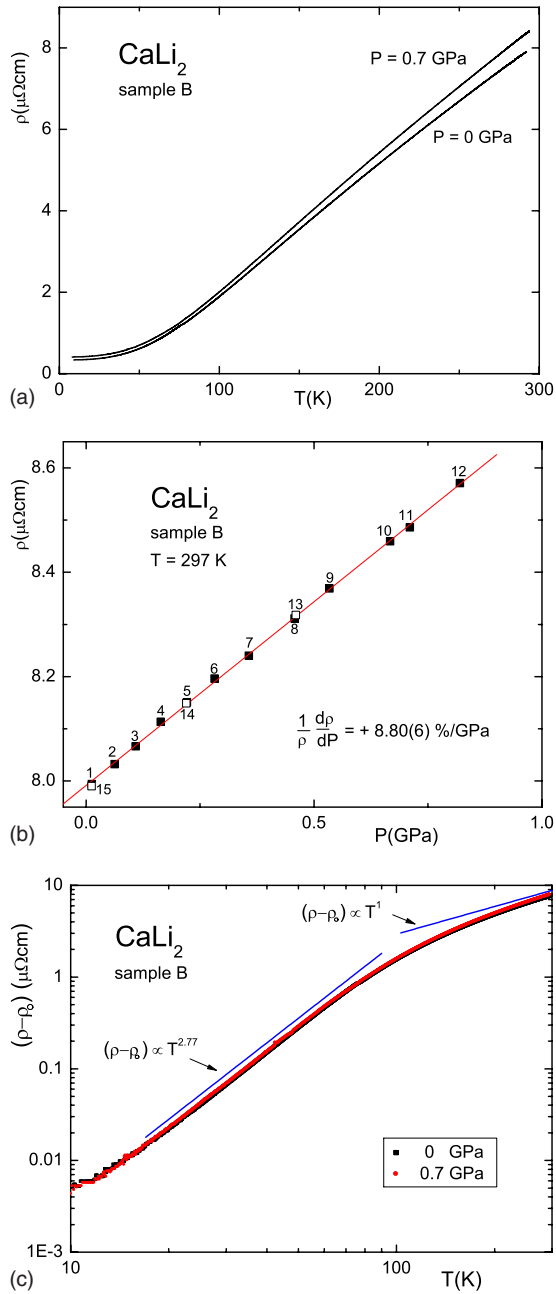 ρ(μΩcm)
8
6
4
2
0
CaLi₂
sample B
P = 0.7 GPa
P = 0 GPa
0 100 200 300
(a)
T(K)
ρ(μΩcm)
8.6
8.4
8.2
8.0
CaLi₂
sample B
T = 297 K
1 2 3 4 5 6 7 8 9 10 11 12 13 14 15
1/ρ dρ/dP = + 8.80(6) %/GPa
0.0 0.5 1.0
(b)
P(GPa)
(ρ−ρ₀) (μΩcm)
10
1
0.1
0.01
1E-3
CaLi₂
sample B
(ρ−ρ₀) ∝ T¹
(ρ−ρ₀) ∝ T²·⁷⁷
0 GPa
0.7 GPa
10 100
(c)
T(K)